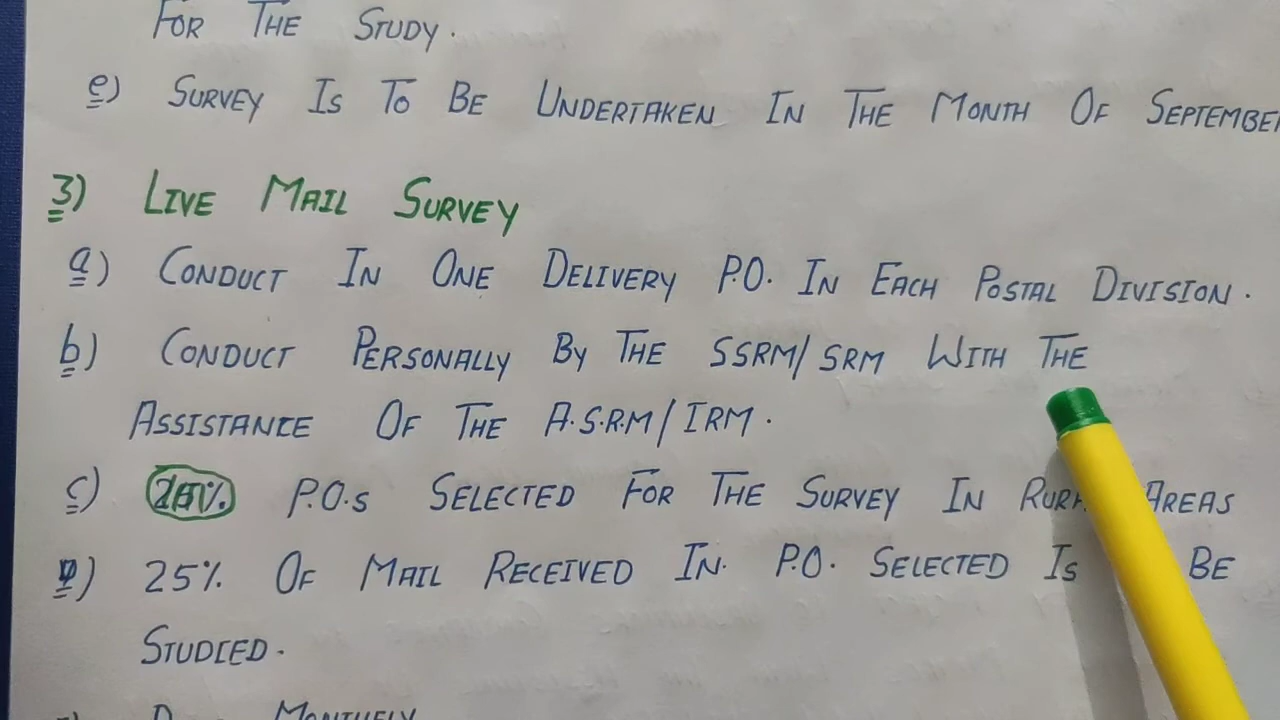 FOR THE STUDY.
e) SURVEY IS TO BE UNDERTAKEN IN THE MONTH OF SEPTEMBER
3) LIVE MAIL SURVEY
a) CONDUCT IN ONE DELIVERY P.O. IN EACH POSTAL DIVISION.
b) CONDUCT PERSONALLY BY THE SSRM/SRM WITH THE
ASSISTANCE OF THE A.S.R.M/IRM.
c) P.O.s SELECTED FOR THE SURVEY IN AREAS
25% OF MAIL RECEIVED IN. P.O. SELECTED IS BE
STUDIED.
MONTHLY